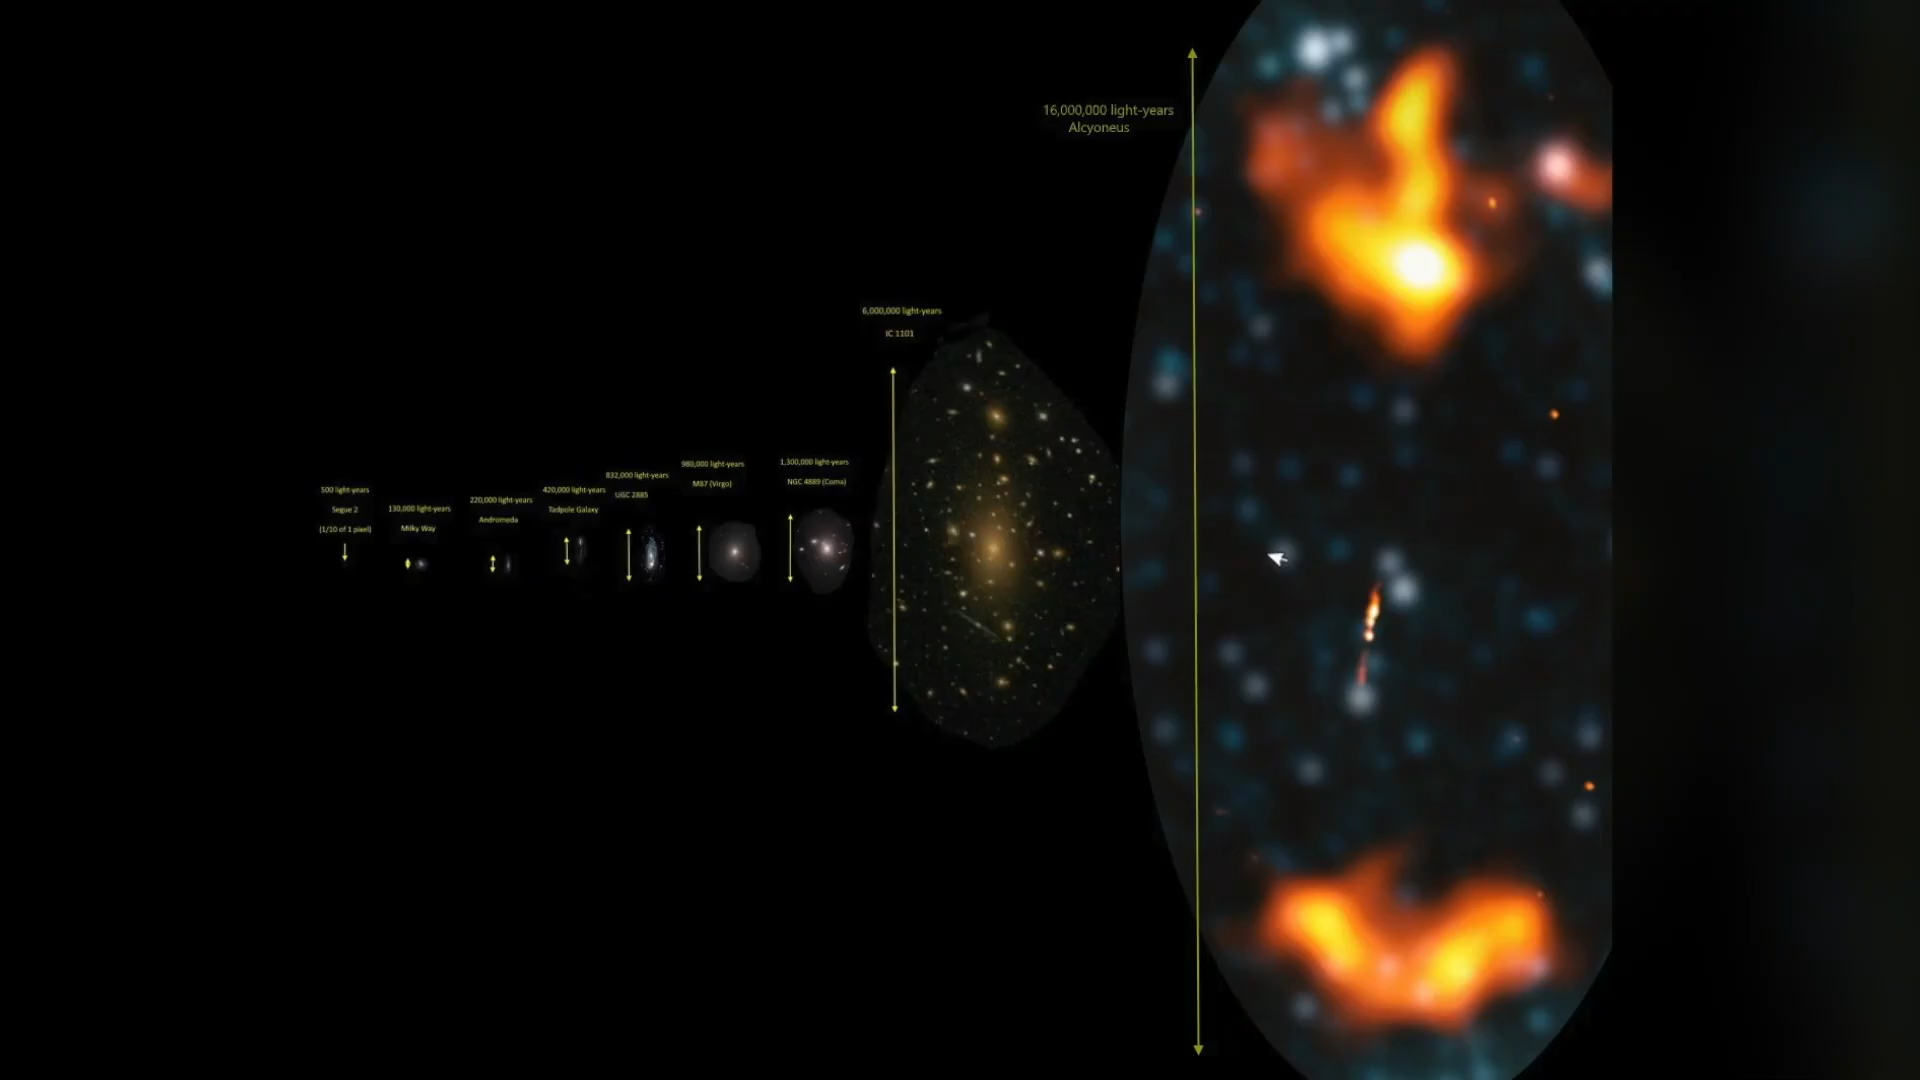 500 light-years
Segue 2
(1/10 of 1 pixel)
130,000 light-years
Milky Way
220,000 light-years
Andromeda
420,000 light-years
Tadpole Galaxy
832,000 light-years
UGC 2885
980,000 light-years
M87 (Virgo)
1,300,000 light-years
NGC 4889 (Coma)
6,000,000 light-years
IC 1101
16,000,000 light-years
Alcyoneus